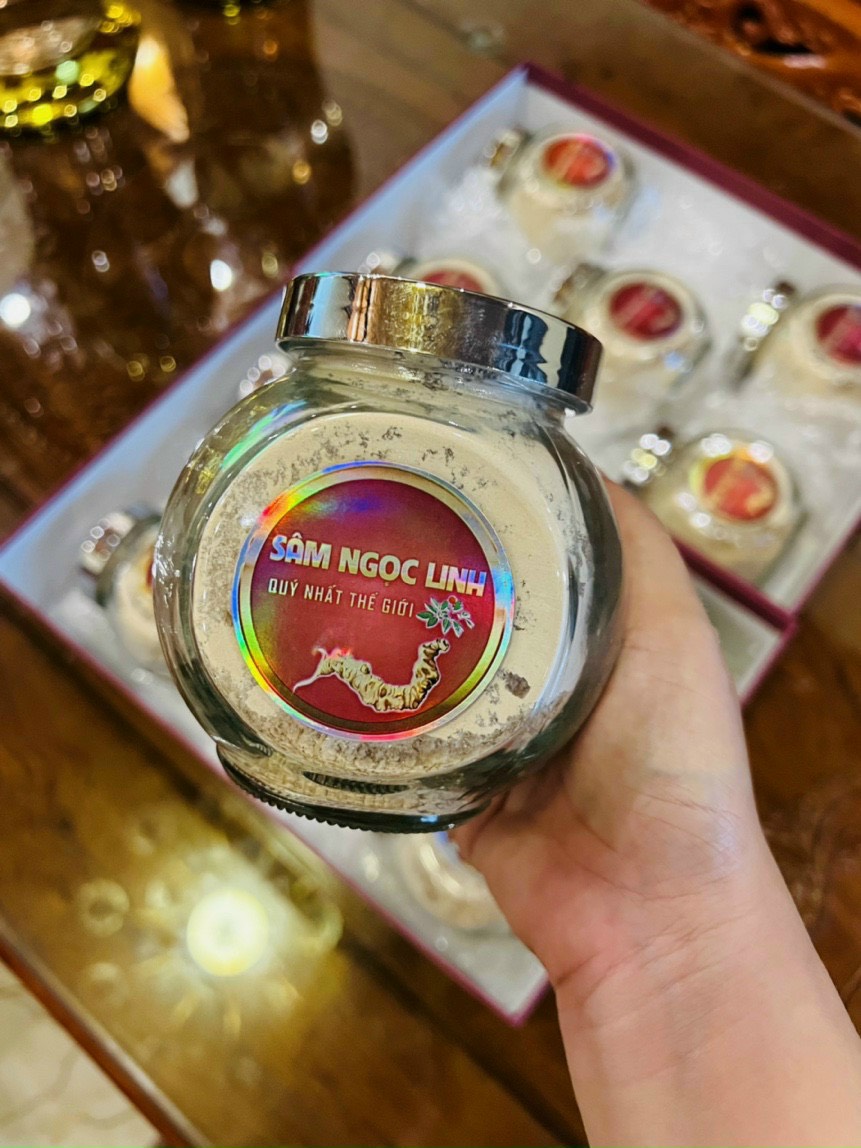 SÂM NGỌC LINH
QUÝ NHẤT THẾ GIỚI